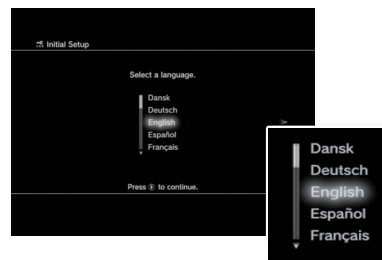 Initial Setup
Select a language.
Dansk
Deutsch
English
Español
Français
Press ⓧ to continue.
>
Dansk
Deutsch
English
Español
Français